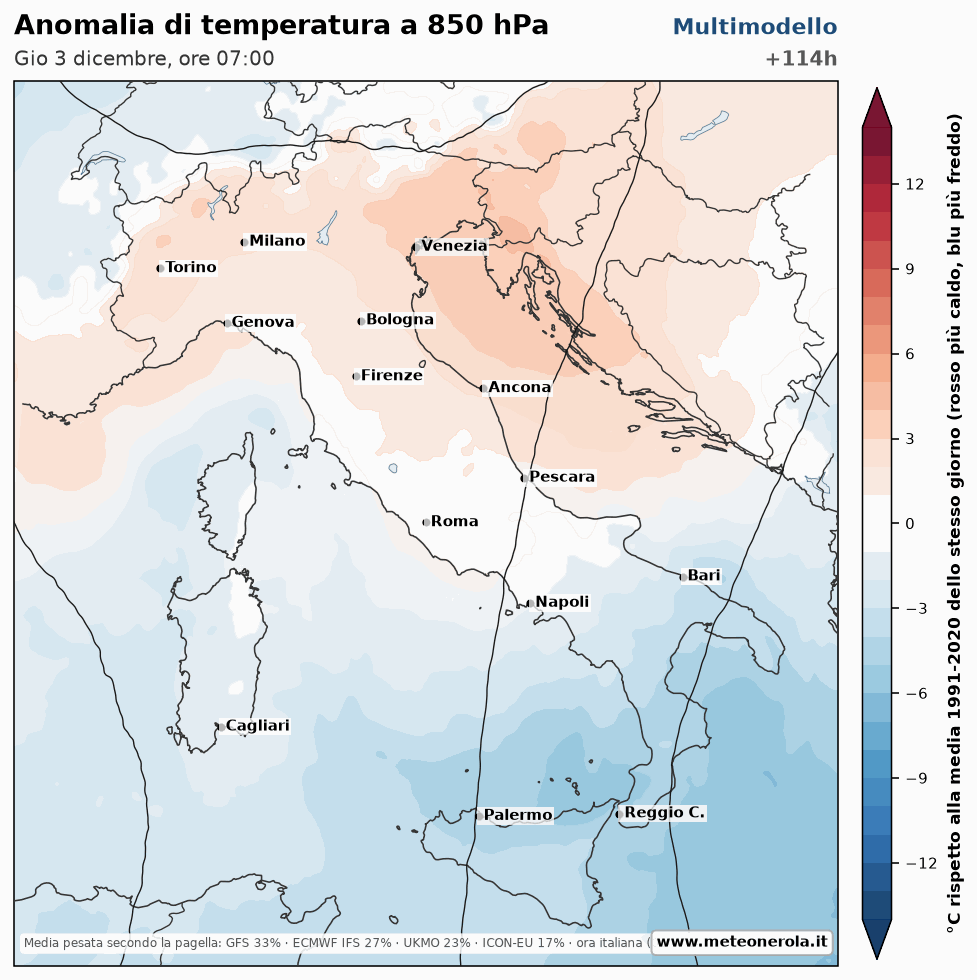 Anomalia di temperatura a 850 hPa
Multimodello
Gio 3 dicembre, ore 07:00
+114h
Milano
Venezia
Torino
Genova
Bologna
Firenze
Ancona
Pescara
Roma
Bari
Napoli
Cagliari
Palermo
Reggio C.
12
9
6
3
0
−3
−6
−9
−12
°C rispetto alla media 1991-2020 dello stesso giorno (rosso più caldo, blu più freddo)
Media pesata secondo la pagella: GFS 33% · ECMWF IFS 27% · UKMO 23% · ICON-EU 17% · ora italiana (
www.meteonerola.it